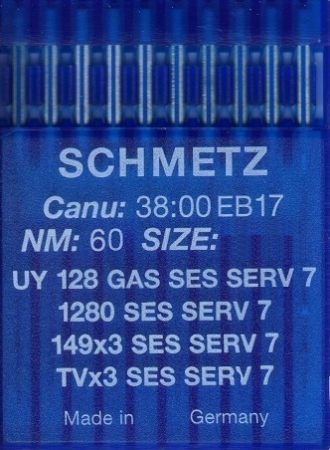 SCHMETZ
Canu: 38:00 EB17
NM: 60 SIZE:
UY 128 GAS SES SERV 7
1280 SES SERV 7
149x3 SES SERV 7
TVx3 SES SERV 7
Made in Germany